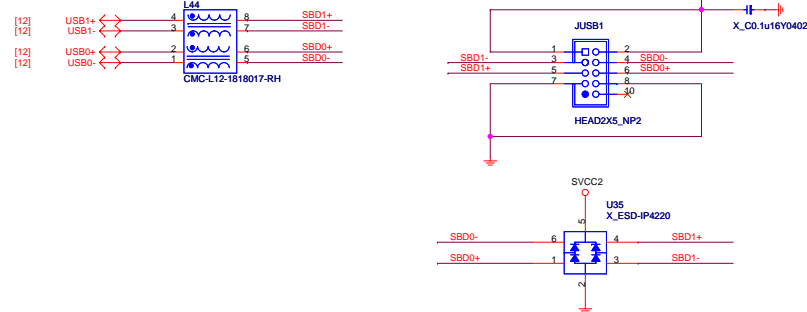 L44
[12] USB1+ 4 8 SBD1+
[12] USB1- 3 7 SBD1-
[12] USB0+ 2 6 SBD0+
[12] USB0- 1 5 SBD0-
CMC-L12-1818017-RH
X_C0.1u16Y0402
JUSB1
1 2
SBD1- 3 4 SBD0-
SBD1+ 5 6 SBD0+
7 8
10
HEAD2X5_NP2
SVCC2
U35
X_ESD-IP4220
5
SBD0- 6 4 SBD1+
SBD0+ 1 3 SBD1-
2